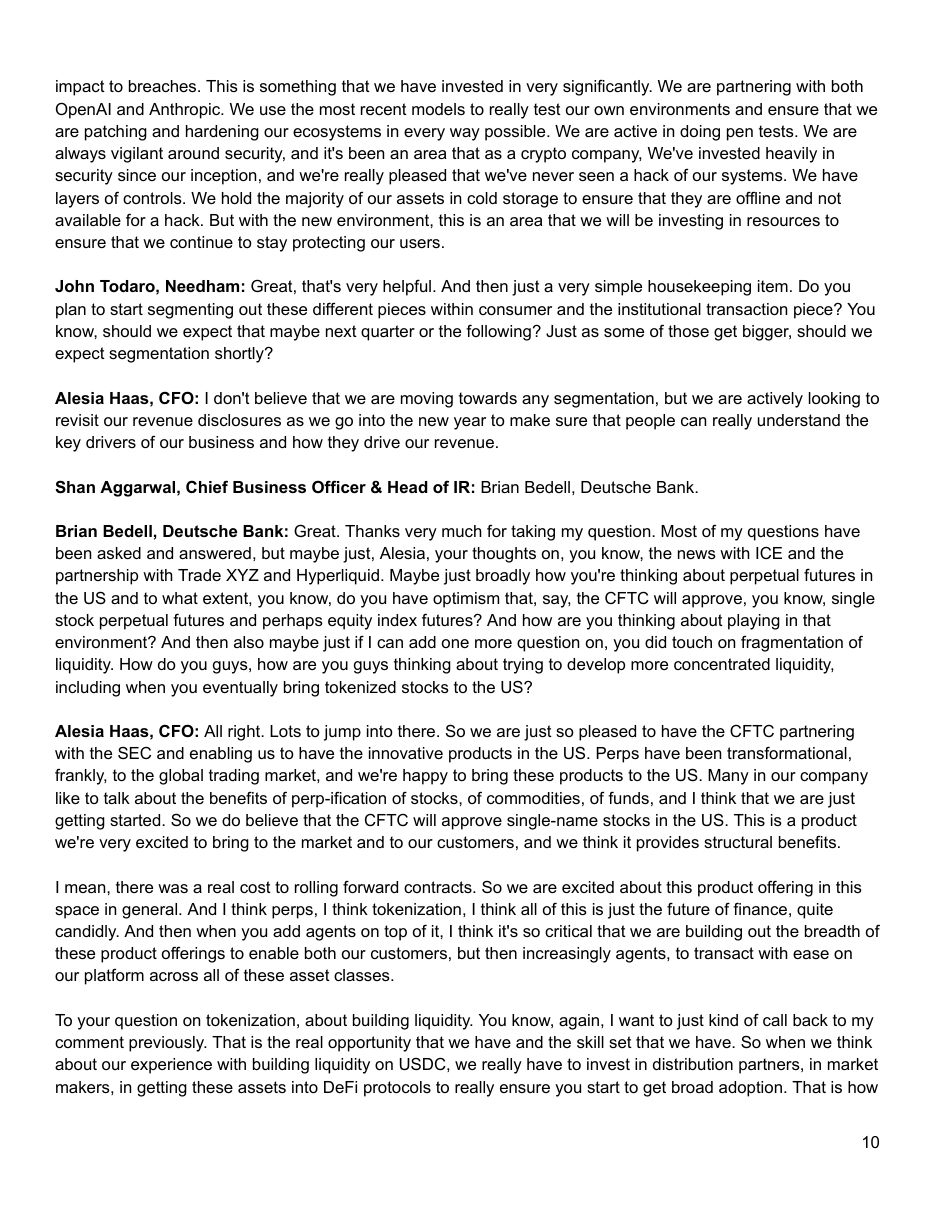 impact to breaches. This is something that we have invested in very significantly. We are partnering with both
OpenAI and Anthropic. We use the most recent models to really test our own environments and ensure that we
are patching and hardening our ecosystems in every way possible. We are active in doing pen tests. We are
always vigilant around security, and it's been an area that as a crypto company, We've invested heavily in
security since our inception, and we're really pleased that we've never seen a hack of our systems. We have
layers of controls. We hold the majority of our assets in cold storage to ensure that they are offline and not
available for a hack. But with the new environment, this is an area that we will be investing in resources to
ensure that we continue to stay protecting our users.
John Todaro, Needham: Great, that's very helpful. And then just a very simple housekeeping item. Do you
plan to start segmenting out these different pieces within consumer and the institutional transaction piece? You
know, should we expect that maybe next quarter or the following? Just as some of those get bigger, should we
expect segmentation shortly?
Alesia Haas, CFO: I don't believe that we are moving towards any segmentation, but we are actively looking to
revisit our revenue disclosures as we go into the new year to make sure that people can really understand the
key drivers of our business and how they drive our revenue.
Shan Aggarwal, Chief Business Officer & Head of IR: Brian Bedell, Deutsche Bank.
Brian Bedell, Deutsche Bank: Great. Thanks very much for taking my question. Most of my questions have
been asked and answered, but maybe just, Alesia, your thoughts on, you know, the news with ICE and the
partnership with Trade XYZ and Hyperliquid. Maybe just broadly how you're thinking about perpetual futures in
the US and to what extent, you know, do you have optimism that, say, the CFTC will approve, you know, single
stock perpetual futures and perhaps equity index futures? And how are you thinking about playing in that
environment? And then also maybe just if I can add one more question on, you did touch on fragmentation of
liquidity. How do you guys, how are you guys thinking about trying to develop more concentrated liquidity,
including when you eventually bring tokenized stocks to the US?
Alesia Haas, CFO: All right. Lots to jump into there. So we are just so pleased to have the CFTC partnering
with the SEC and enabling us to have the innovative products in the US. Perps have been transformational,
frankly, to the global trading market, and we're happy to bring these products to the US. Many in our company
like to talk about the benefits of perp-ification of stocks, of commodities, of funds, and I think that we are just
getting started. So we do believe that the CFTC will approve single-name stocks in the US. This is a product
we're very excited to bring to the market and to our customers, and we think it provides structural benefits.
I mean, there was a real cost to rolling forward contracts. So we are excited about this product offering in this
space in general. And I think perps, I think tokenization, I think all of this is just the future of finance, quite
candidly. And then when you add agents on top of it, I think it's so critical that we are building out the breadth of
these product offerings to enable both our customers, but then increasingly agents, to transact with ease on
our platform across all of these asset classes.
To your question on tokenization, about building liquidity. You know, again, I want to just kind of call back to my
comment previously. That is the real opportunity that we have and the skill set that we have. So when we think
about our experience with building liquidity on USDC, we really have to invest in distribution partners, in market
makers, in getting these assets into DeFi protocols to really ensure you start to get broad adoption. That is how
10